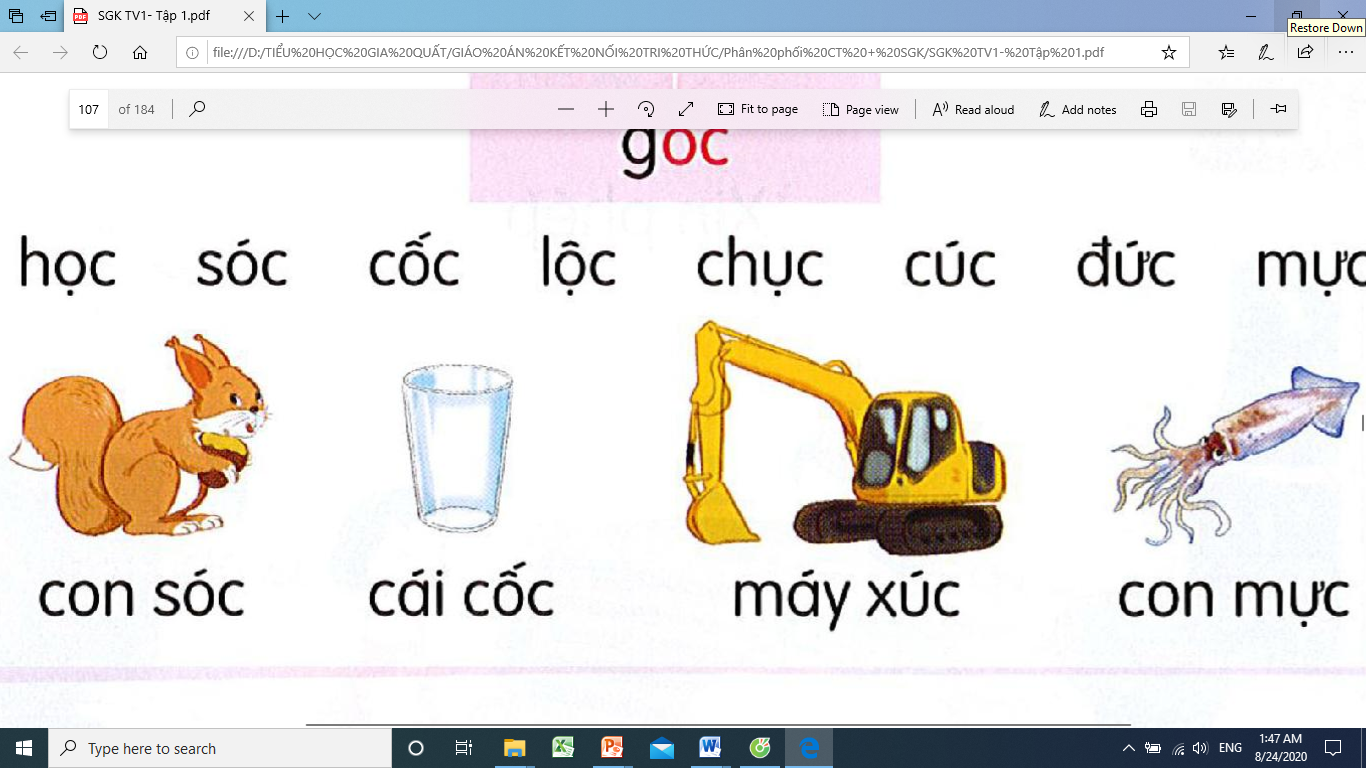 SGK TV1- Tập 1.pdf
Restore Down
file:///D:/TIỂU%20HỌC%20GIA%20QUẤT/GIÁO%20ÁN%20KẾT%20NỐI%20TRI%20THỨC/Phân%20phối%20CT%20+%20SGK/SGK%20TV1-%20Tập%201.pdf
107 of 184 Fit to page Page view Read aloud Add notes
học sóc cốc lộc chục cúc đức mực
con sóc cái cốc máy xúc con mực
Type here to search
ENG 1:47 AM
8/24/2020